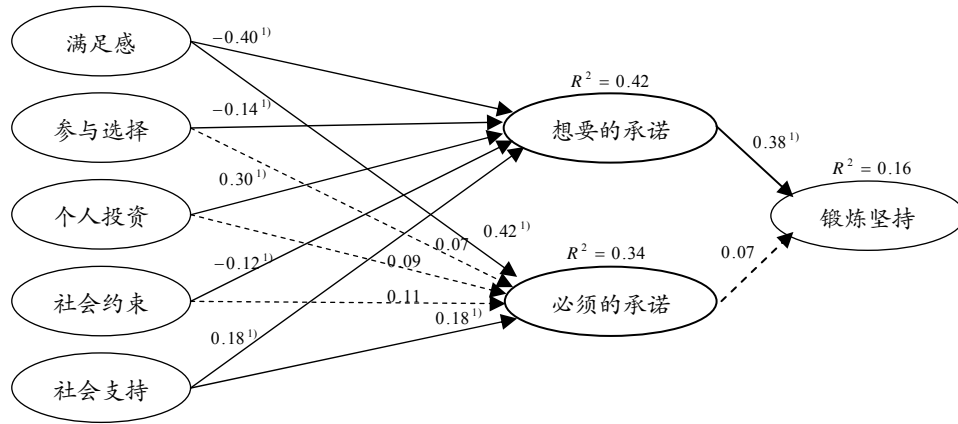 满足感
−0.40 1)
R² = 0.42
参与选择
−0.14 1)
想要的承诺
0.38 1)
R² = 0.16
个人投资
0.30 1)
锻炼坚持
0.07
0.42 1)
R² = 0.34
0.07
−0.12 1)
0.09
社会约束
0.11
必须的承诺
0.18 1)
0.18 1)
社会支持